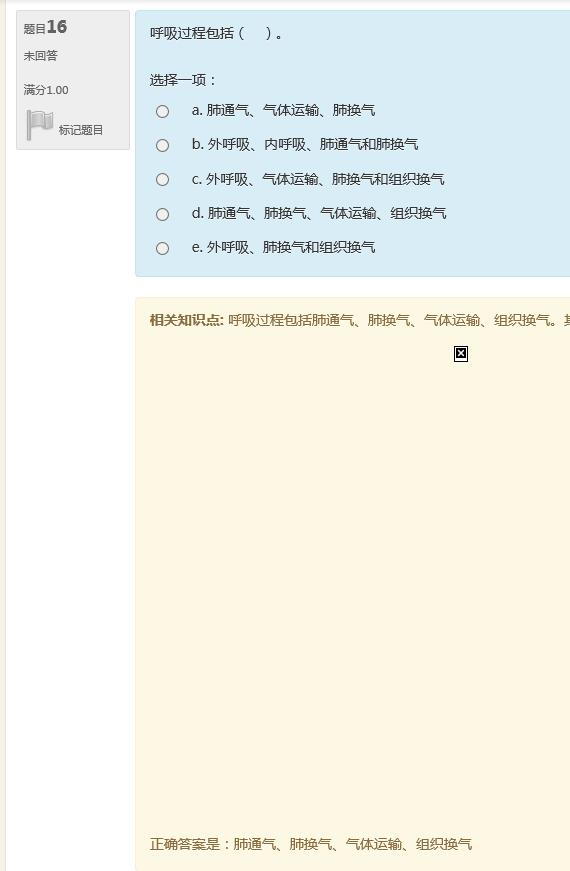 题目16
未回答
满分1.00
标记题目
呼吸过程包括（　）。
选择一项：
a. 肺通气、气体运输、肺换气
b. 外呼吸、内呼吸、肺通气和肺换气
c. 外呼吸、气体运输、肺换气和组织换气
d. 肺通气、肺换气、气体运输、组织换气
e. 外呼吸、肺换气和组织换气
相关知识点: 呼吸过程包括肺通气、肺换气、气体运输、组织换气。
正确答案是：肺通气、肺换气、气体运输、组织换气